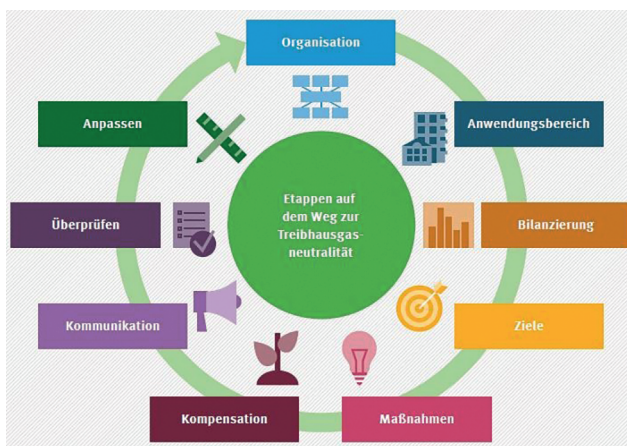 Organisation
Anwendungsbereich
Bilanzierung
Ziele
Maßnahmen
Kompensation
Kommunikation
Überprüfen
Anpassen
Etappen auf
dem Weg zur
Treibhausgas-
neutralität